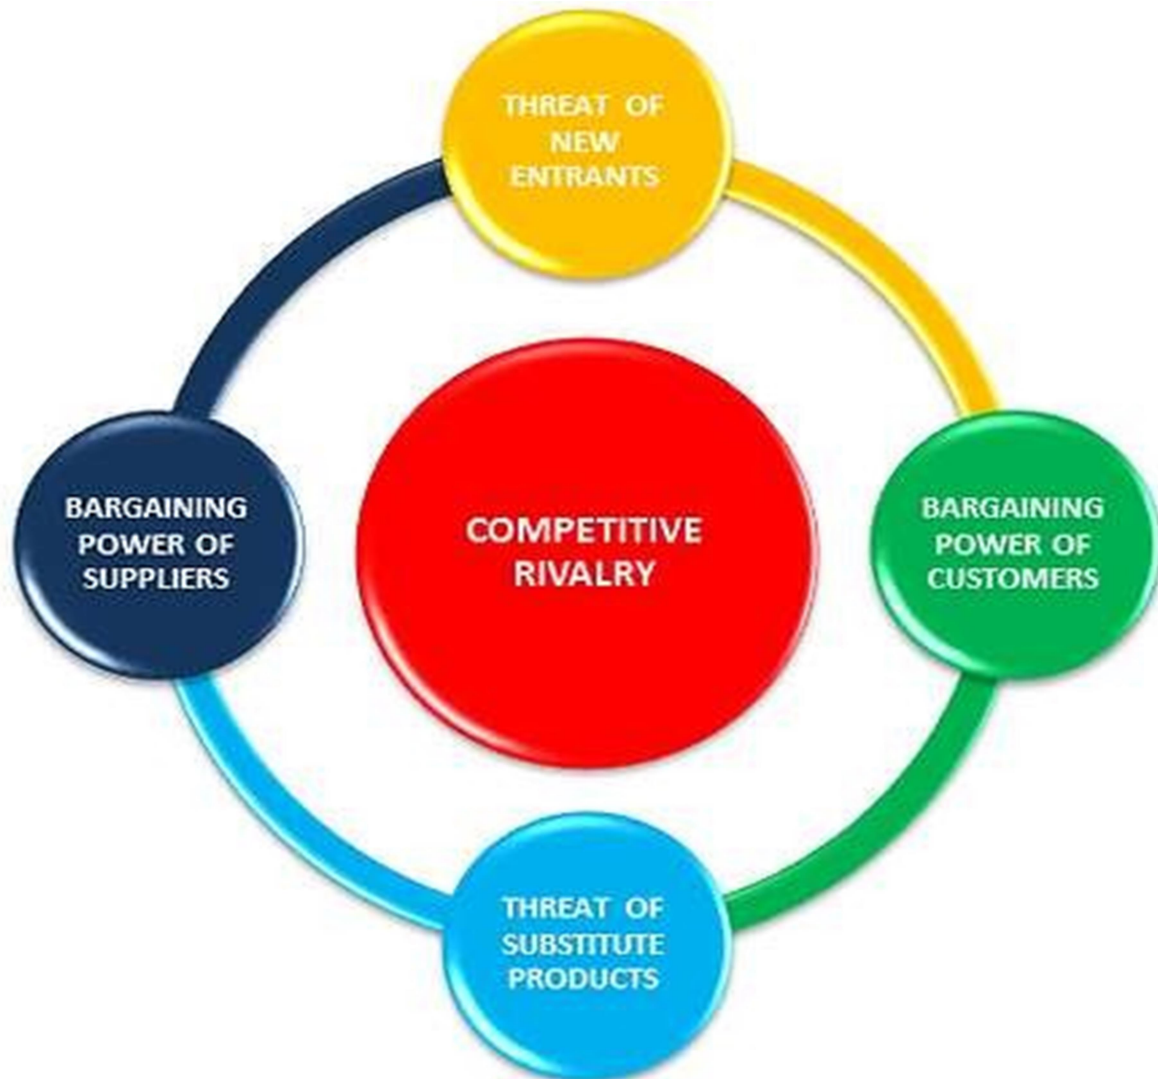 THREAT OF
NEW
ENTRANTS
BARGAINING
POWER OF
SUPPLIERS
COMPETITIVE
RIVALRY
BARGAINING
POWER OF
CUSTOMERS
THREAT OF
SUBSTITUTE
PRODUCTS